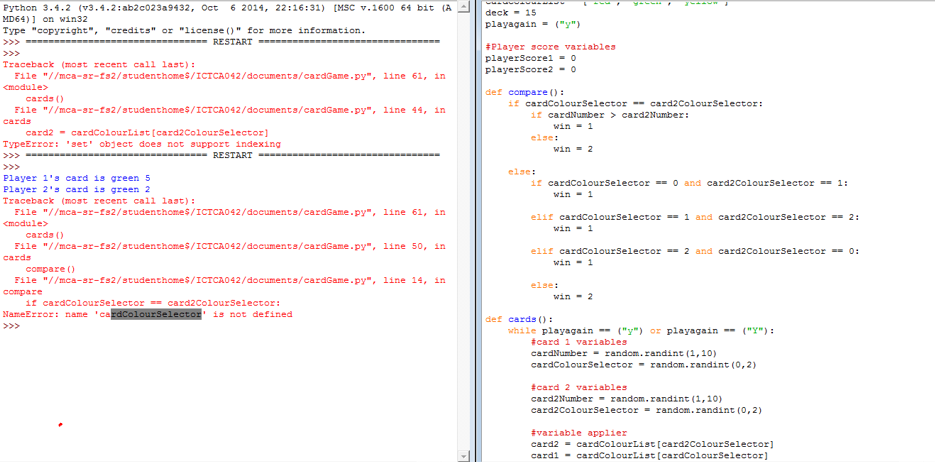 Python 3.4.2 (v3.4.2:ab2c023a9432, Oct  6 2014, 22:16:31) [MSC v.1600 64 bit (A
MD64)] on win32
Type "copyright", "credits" or "license()" for more information.
>>> ================================ RESTART ================================
>>>
Traceback (most recent call last):
  File "//mca-sr-fs2/studenthome$/ICTCA042/documents/cardGame.py", line 61, in
<module>
    cards()
  File "//mca-sr-fs2/studenthome$/ICTCA042/documents/cardGame.py", line 44, in
cards
    card2 = cardColourList[card2ColourSelector]
TypeError: 'set' object does not support indexing
>>> ================================ RESTART ================================
>>>
Player 1's card is green 5
Player 2's card is green 2
Traceback (most recent call last):
  File "//mca-sr-fs2/studenthome$/ICTCA042/documents/cardGame.py", line 61, in
<module>
    cards()
  File "//mca-sr-fs2/studenthome$/ICTCA042/documents/cardGame.py", line 50, in
cards
    compare()
  File "//mca-sr-fs2/studenthome$/ICTCA042/documents/cardGame.py", line 14, in
compare
    if cardColourSelector == card2ColourSelector:
NameError: name 'cardColourSelector' is not defined
>>>
deck = 15
playagain = ("y")
#Player score variables
playerScore1 = 0
playerScore2 = 0
def compare():
    if cardColourSelector == card2ColourSelector:
        if cardNumber > card2Number:
            win = 1
        else:
            win = 2
    else:
        if cardColourSelector == 0 and card2ColourSelector == 1:
            win = 1
        elif cardColourSelector == 1 and card2ColourSelector == 2:
            win = 1
        elif cardColourSelector == 2 and card2ColourSelector == 0:
            win = 1
        else:
            win = 2
def cards():
    while playagain == ("y") or playagain == ("Y"):
        #card 1 variables
        cardNumber = random.randint(1,10)
        cardColourSelector = random.randint(0,2)
        #card 2 variables
        card2Number = random.randint(1,10)
        card2ColourSelector = random.randint(0,2)
        #variable applier
        card2 = cardColourList[card2ColourSelector]
        card1 = cardColourList[cardColourSelector]